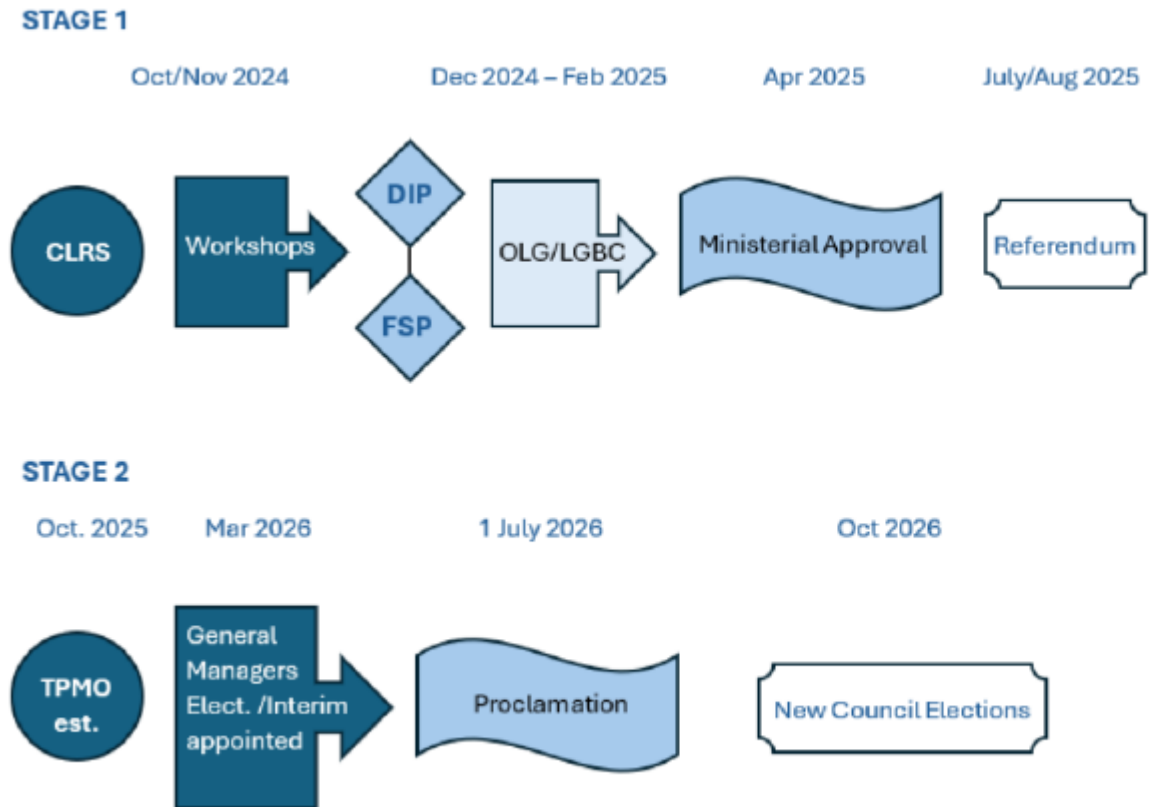 STAGE 1
Oct/Nov 2024
Dec 2024 – Feb 2025
Apr 2025
July/Aug 2025
CLRS
Workshops
DIP
FSP
OLG/LGBC
Ministerial Approval
Referendum
STAGE 2
Oct. 2025
Mar 2026
1 July 2026
Oct 2026
TPMO
est.
General
Managers
Elect. /Interim
appointed
Proclamation
New Council Elections